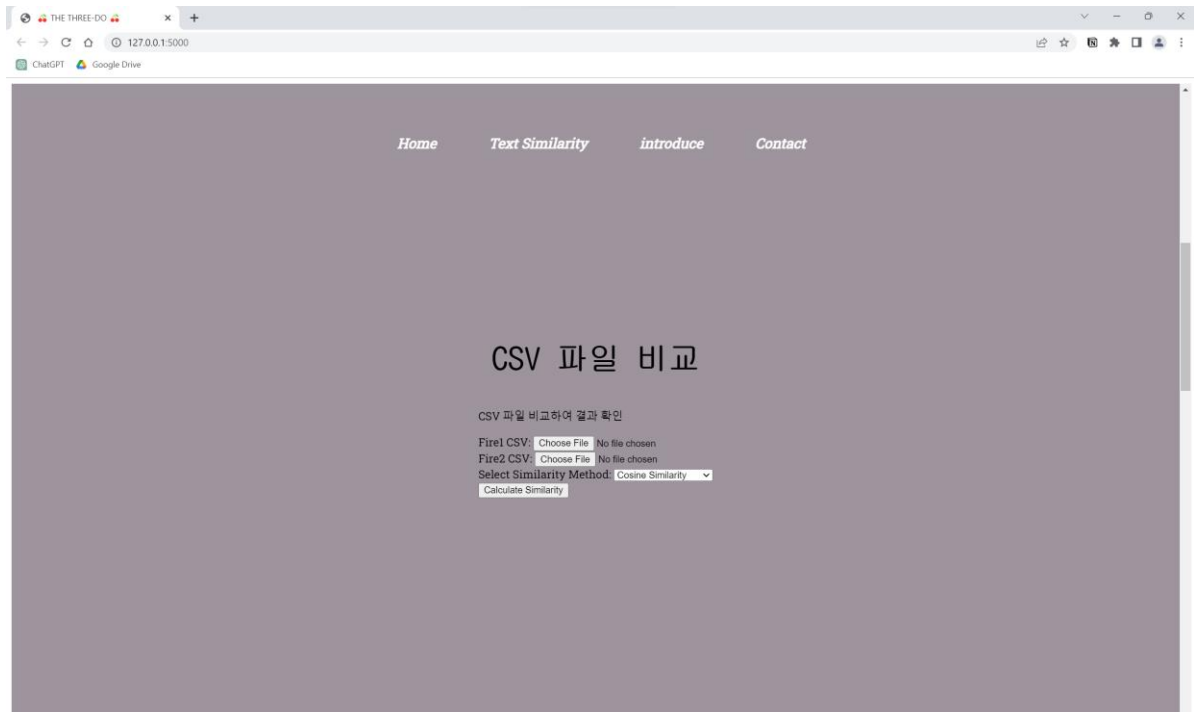 THE THREE-DO
127.0.0.1:5000
ChatGPT Google Drive
Home Text Similarity introduce Contact
CSV 파일 비교
CSV 파일 비교하여 결과 확인
Fire1 CSV: Choose File No file chosen
Fire2 CSV: Choose File No file chosen
Select Similarity Method: Cosine Similarity
Calculate Similarity